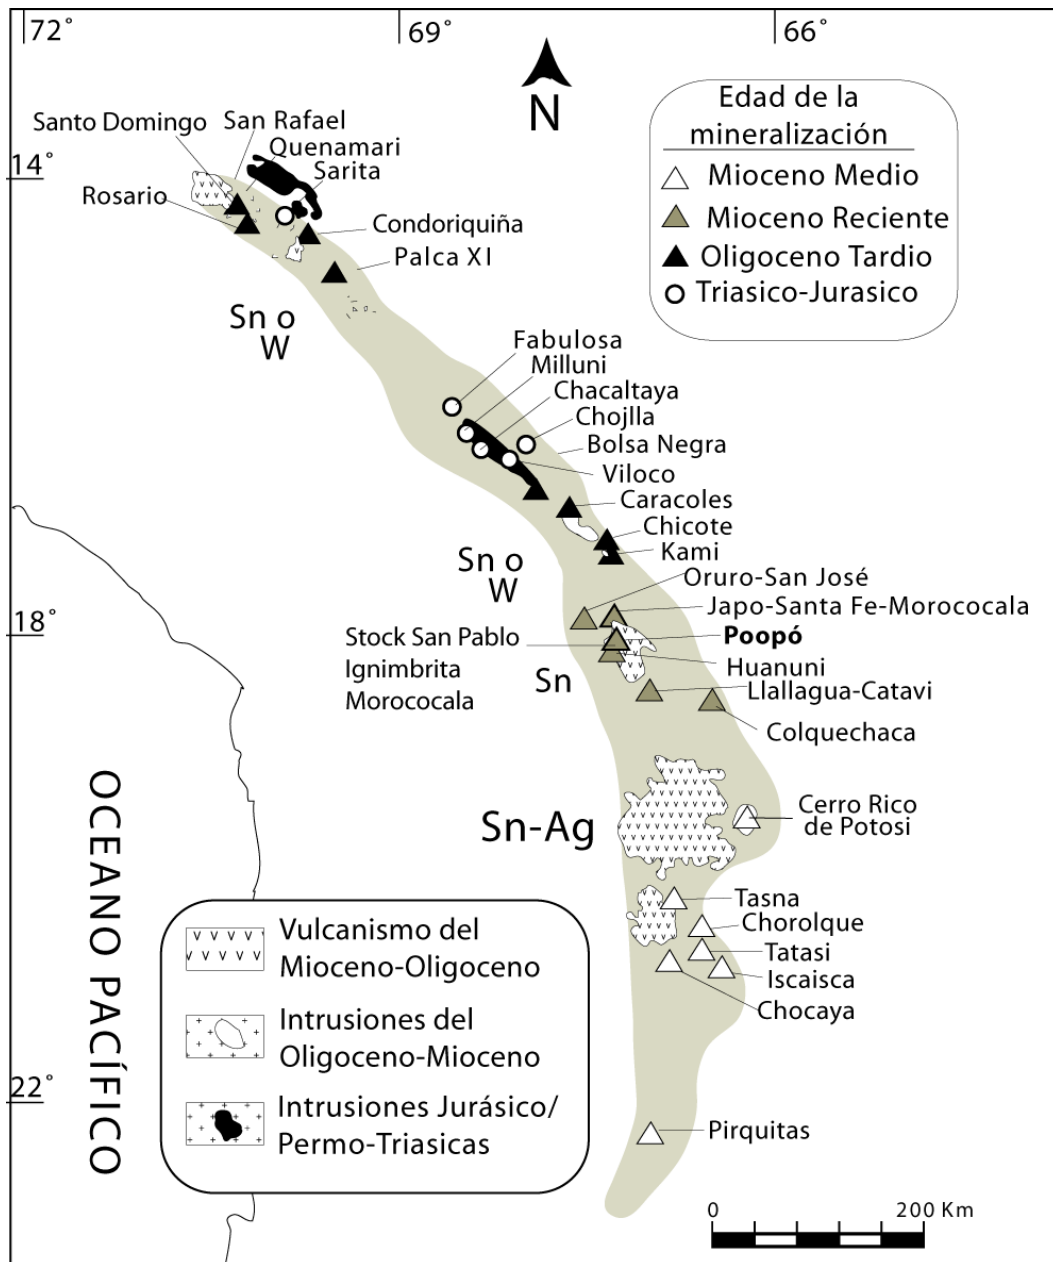 72°
69°
66°
N
Edad de la
mineralización
Mioceno Medio
Mioceno Reciente
Oligoceno Tardio
Triasico-Jurasico
14°
Santo Domingo
San Rafael
Quenamari
Sarita
Rosario
Condoriquiña
Palca XI
Sn o
W
Fabulosa
Milluni
Chacaltaya
Chojlla
Bolsa Negra
Viloco
Caracoles
Chicote
Kami
Sn o
W
Oruro-San José
Japo-Santa Fe-Morococala
18°
Poopó
Stock San Pablo
Ignimbrita
Morococala
Huanuni
Sn
Llallagua-Catavi
Colquechaca
OCEANO PACÍFICO
Sn-Ag
Cerro Rico
de Potosi
Tasna
Chorolque
Tatasi
Iscaisca
Chocaya
Vulcanismo del
Mioceno-Oligoceno
Intrusiones del
Oligoceno-Mioceno
Intrusiones Jurásico/
Permo-Triasicas
22°
Pirquitas
0 200 Km